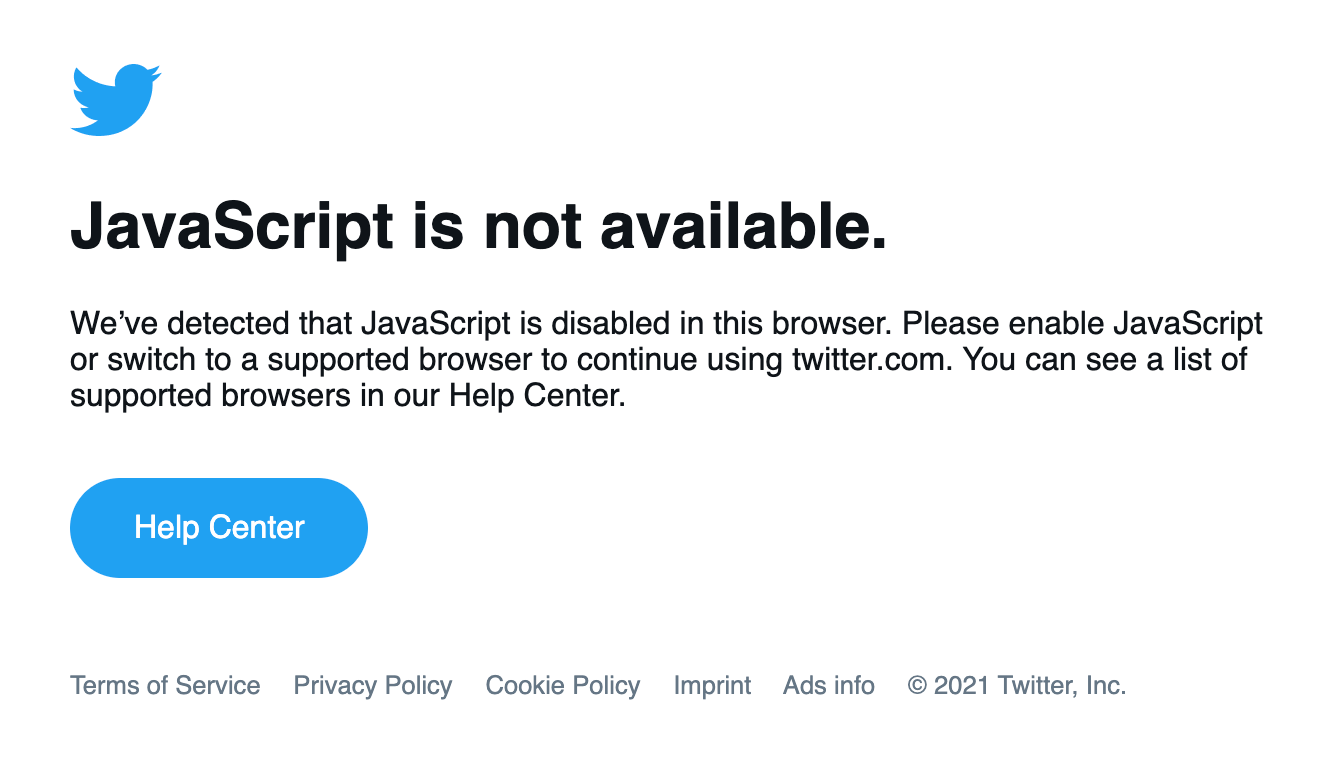 JavaScript is not available.
We’ve detected that JavaScript is disabled in this browser. Please enable JavaScript
or switch to a supported browser to continue using twitter.com. You can see a list of
supported browsers in our Help Center.
Help Center
Terms of Service Privacy Policy Cookie Policy Imprint Ads info © 2021 Twitter, Inc.